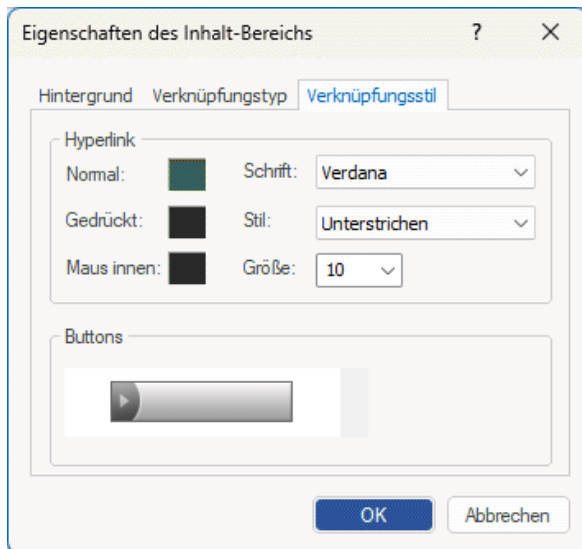 Eigenschaften des Inhalt-Bereichs ?
Hintergrund Verknüpfungstyp Verknüpfungsstil
Hyperlink
Normal: Schrift: Verdana
Gedrückt: Stil: Unterstrichen
Maus innen: Größe: 10
Buttons
OK Abbrechen